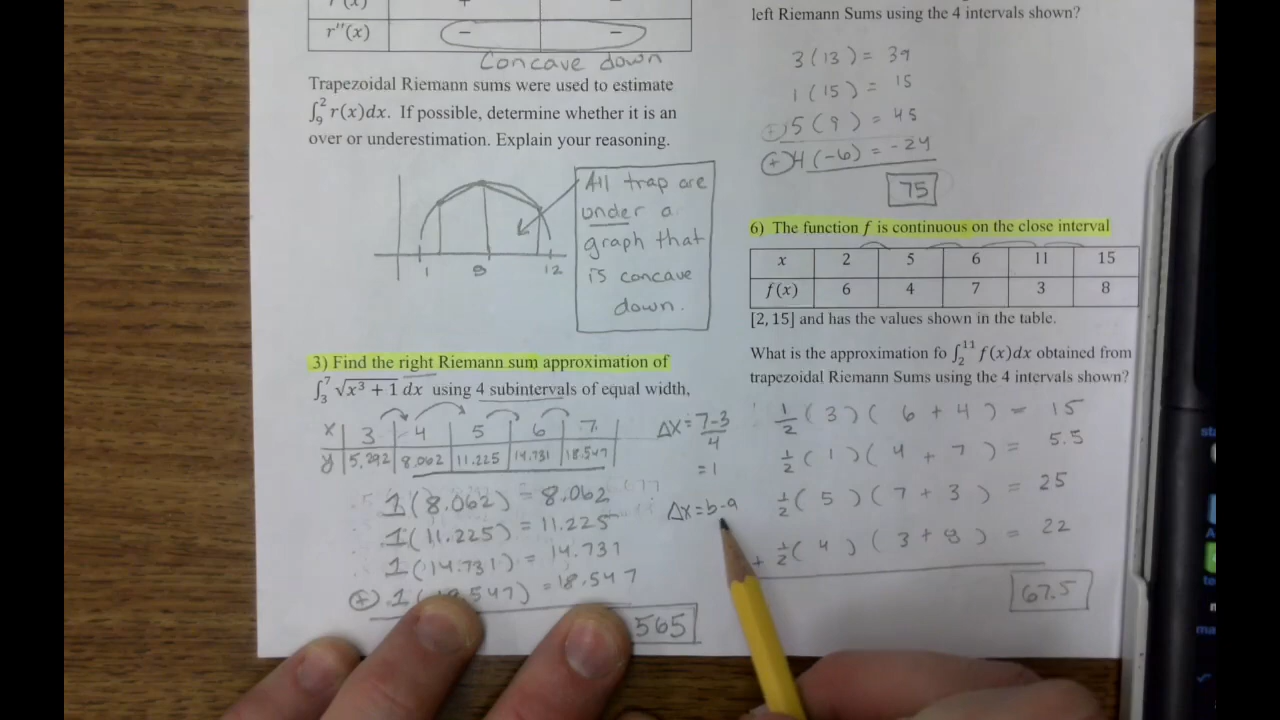 r''(x) − −
Concave down
Trapezoidal Riemann sums were used to estimate
∫₉² r(x)dx. If possible, determine whether it is an
over or underestimation. Explain your reasoning.
All trap are
under a
graph that
is concave
down.
1 9 12
3) Find the right Riemann sum approximation of
∫₃⁷ √(x³ + 1) dx using 4 subintervals of equal width,
x 3 4 5 6 7
y 5.292 8.062 11.225 14.731 18.547
Δx = 7-3
4
= 1
Δx = b-a
1(8.062) = 8.062
1(11.225) = 11.225
1(14.731) = 14.731
+ 1( .547) = 18.547
565
left Riemann Sums using the 4 intervals shown?
3(13) = 39
1(15) = 15
5(9) = 45
+ 4(-6) = -24
75
6) The function f is continuous on the close interval
x 2 5 6 11 15
f(x) 6 4 7 3 8
[2, 15] and has the values shown in the table.
What is the approximation fo ∫₂¹¹ f(x)dx obtained from
trapezoidal Riemann Sums using the 4 intervals shown?
½(3)(6 + 4) = 15
½(1)(4 + 7) = 5.5
½(5)(7 + 3) = 25
+ ½(4)(3 + 8) = 22
67.5